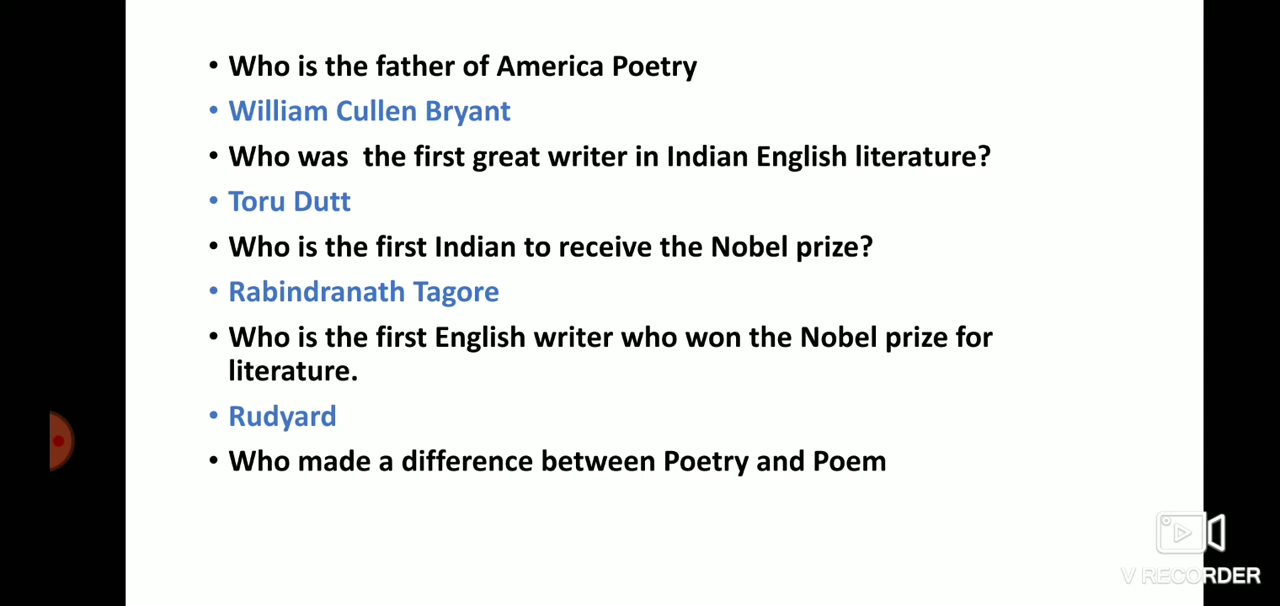 • Who is the father of America Poetry
• William Cullen Bryant
• Who was the first great writer in Indian English literature?
• Toru Dutt
• Who is the first Indian to receive the Nobel prize?
• Rabindranath Tagore
• Who is the first English writer who won the Nobel prize for
literature.
• Rudyard
• Who made a difference between Poetry and Poem
V RECORDER